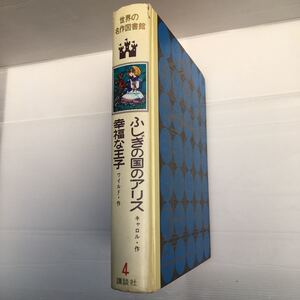 世界の
名作図書館
ふしぎの国のアリス
キャロル・作
幸福な王子
ワイルド・作
4
講談社